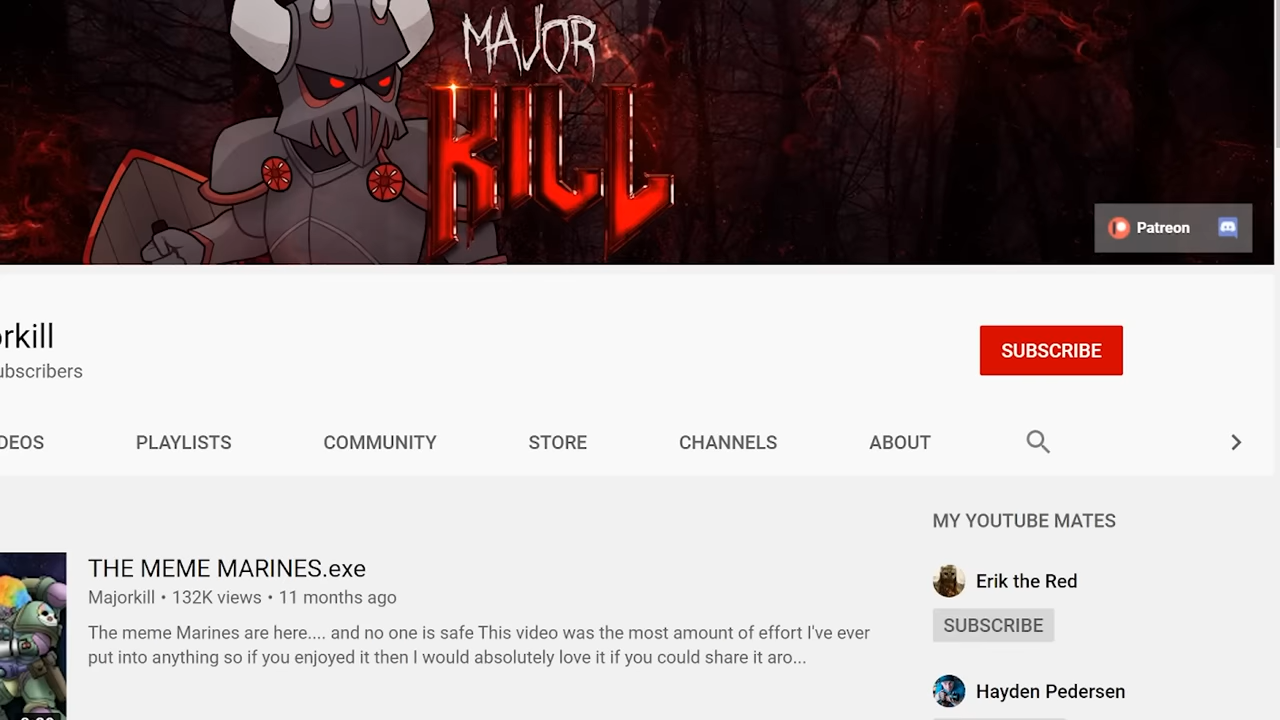 MAJOR
KILL
Patreon
orkill
SUBSCRIBE
ubscribers
DEOS PLAYLISTS COMMUNITY STORE CHANNELS ABOUT
MY YOUTUBE MATES
THE MEME MARINES.exe
Majorkill • 132K views • 11 months ago
The meme Marines are here.... and no one is safe This video was the most amount of effort I've ever
put into anything so if you enjoyed it then I would absolutely love it if you could share it aro...
Erik the Red
SUBSCRIBE
Hayden Pedersen